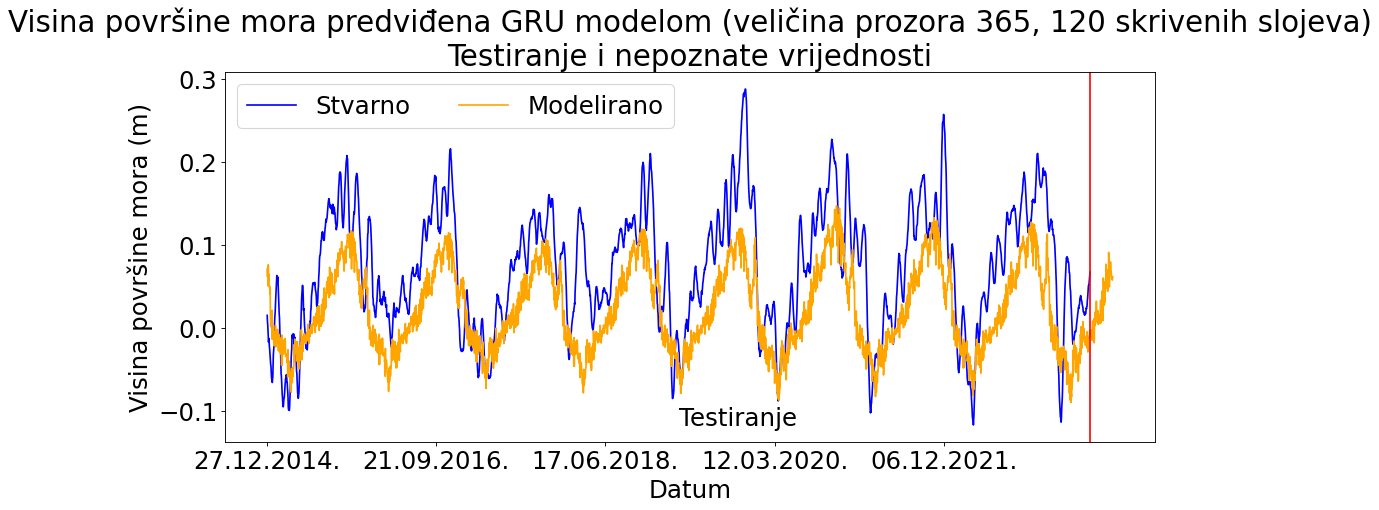 Visina površine mora predviđena GRU modelom (veličina prozora 365, 120 skrivenih slojeva)
Testiranje i nepoznate vrijednosti
Stvarno
Modelirano
Visina površine mora (m)
0.3
0.2
0.1
0.0
−0.1
Testiranje
27.12.2014.
21.09.2016.
17.06.2018.
12.03.2020.
06.12.2021.
Datum